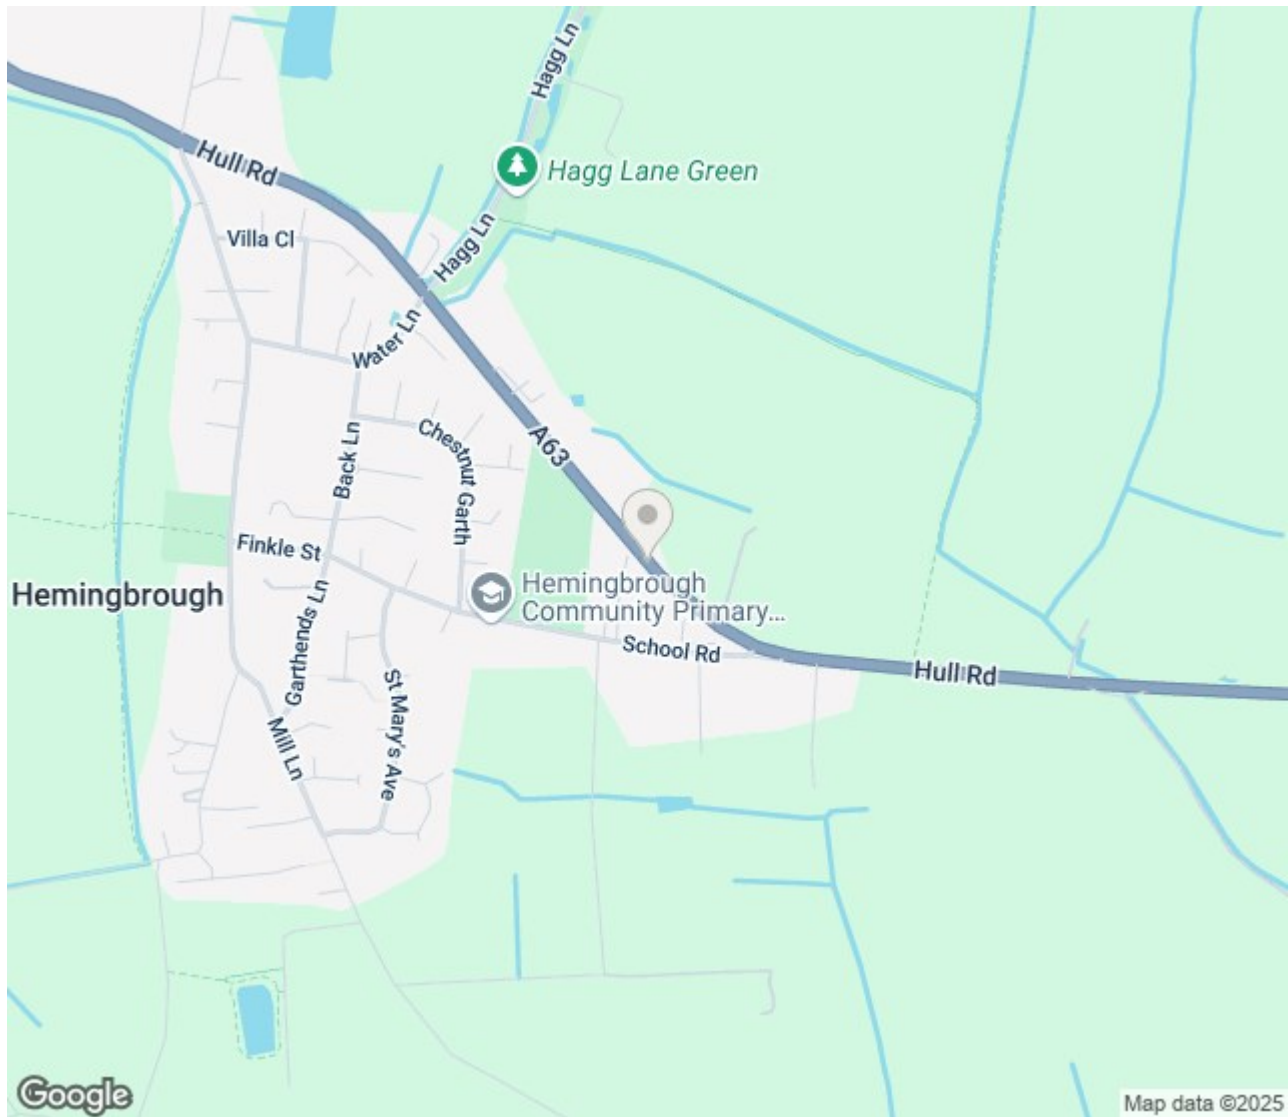 Hagg Ln
Hull Rd
Hagg Lane Green
Villa Cl
Hagg Ln
Water Ln
A63
Chestnut Garth
Back Ln
Finkle St
Hemingbrough
Hemingbrough
Community Primary...
Garthends Ln
School Rd
Hull Rd
St Mary's Ave
Mill Ln
Google
Map data ©2025